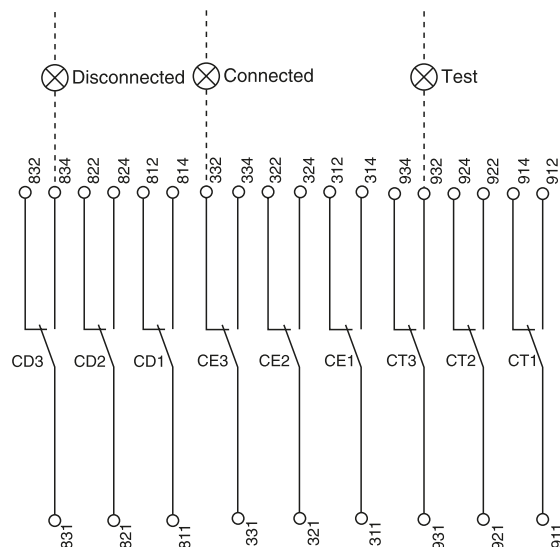 Disconnected
Connected
Test
832
834
822
824
812
814
332
334
322
324
312
314
934
932
924
922
914
912
CD3
CD2
CD1
CE3
CE2
CE1
CT3
CT2
CT1
831
821
811
331
321
311
931
921
911